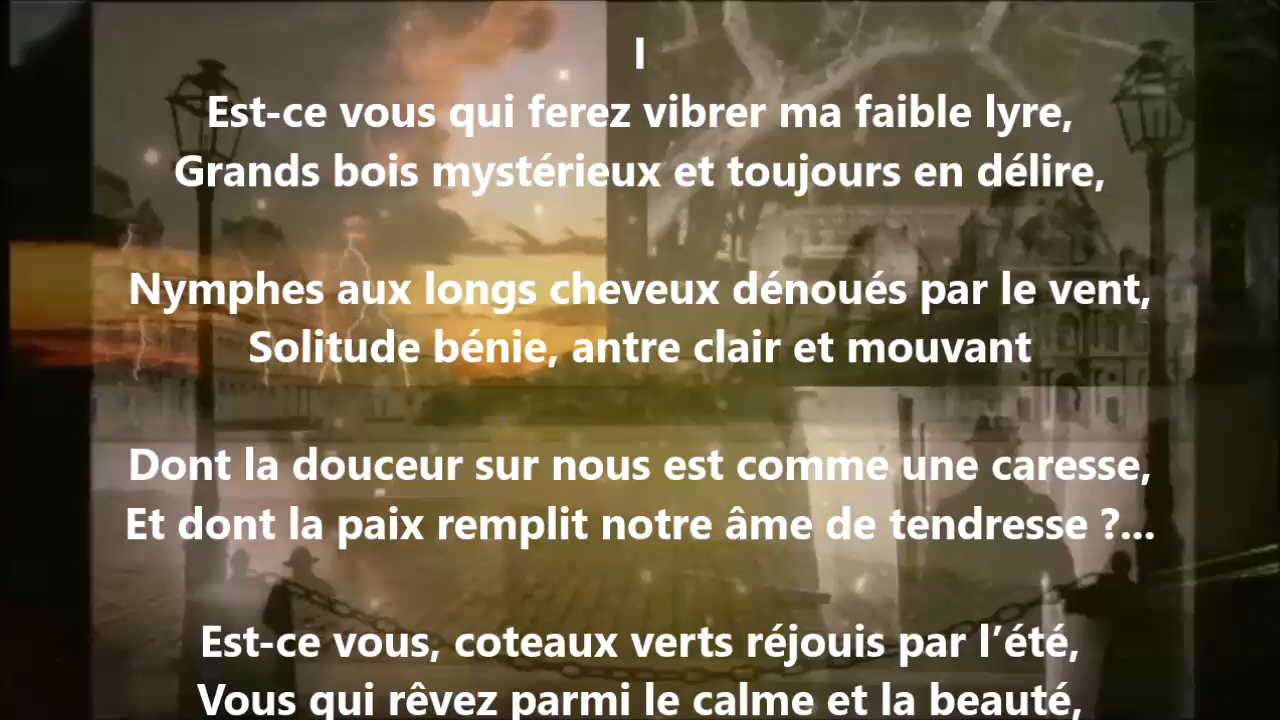 I
Est-ce vous qui ferez vibrer ma faible lyre,
Grands bois mystérieux et toujours en délire,
Nymphes aux longs cheveux dénoués par le vent,
Solitude bénie, antre clair et mouvant
Dont la douceur sur nous est comme une caresse,
Et dont la paix remplit notre âme de tendresse ?...
Est-ce vous, coteaux verts réjouis par l’été,
Vous qui rêvez parmi le calme et la beauté,